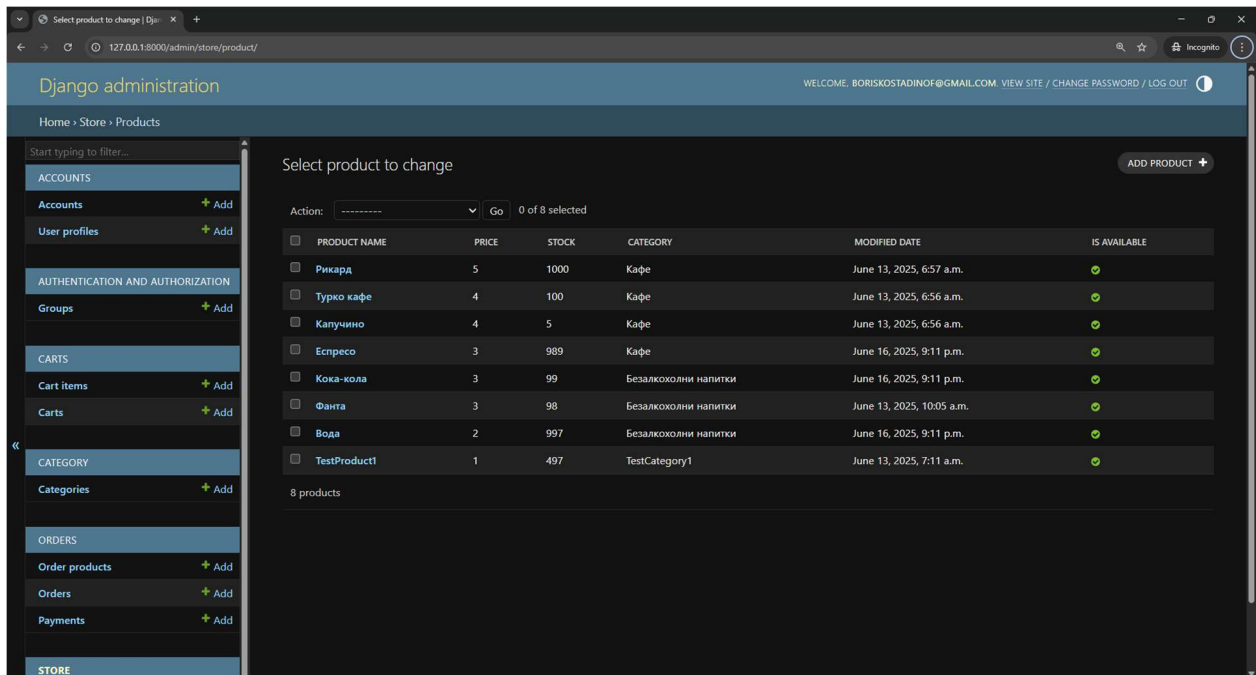 Select product to change | Djan
127.0.0.1:8000/admin/store/product/
Incognito
Django administration
WELCOME, BORISKOSTADINOF@GMAIL.COM. VIEW SITE / CHANGE PASSWORD / LOG OUT
Home › Store › Products
Start typing to filter...
ACCOUNTS
Accounts + Add
User profiles + Add
AUTHENTICATION AND AUTHORIZATION
Groups + Add
CARTS
Cart items + Add
Carts + Add
CATEGORY
Categories + Add
ORDERS
Order products + Add
Orders + Add
Payments + Add
STORE
«
Select product to change
ADD PRODUCT +
Action: --------- Go 0 of 8 selected
PRODUCT NAME PRICE STOCK CATEGORY MODIFIED DATE IS AVAILABLE
Рикард 5 1000 Кафе June 13, 2025, 6:57 a.m.
Турко кафе 4 100 Кафе June 13, 2025, 6:56 a.m.
Капучино 4 5 Кафе June 13, 2025, 6:56 a.m.
Еспресо 3 989 Кафе June 16, 2025, 9:11 p.m.
Кока-кола 3 99 Безалкохолни напитки June 16, 2025, 9:11 p.m.
Фанта 3 98 Безалкохолни напитки June 13, 2025, 10:05 a.m.
Вода 2 997 Безалкохолни напитки June 16, 2025, 9:11 p.m.
TestProduct1 1 497 TestCategory1 June 13, 2025, 7:11 a.m.
8 products